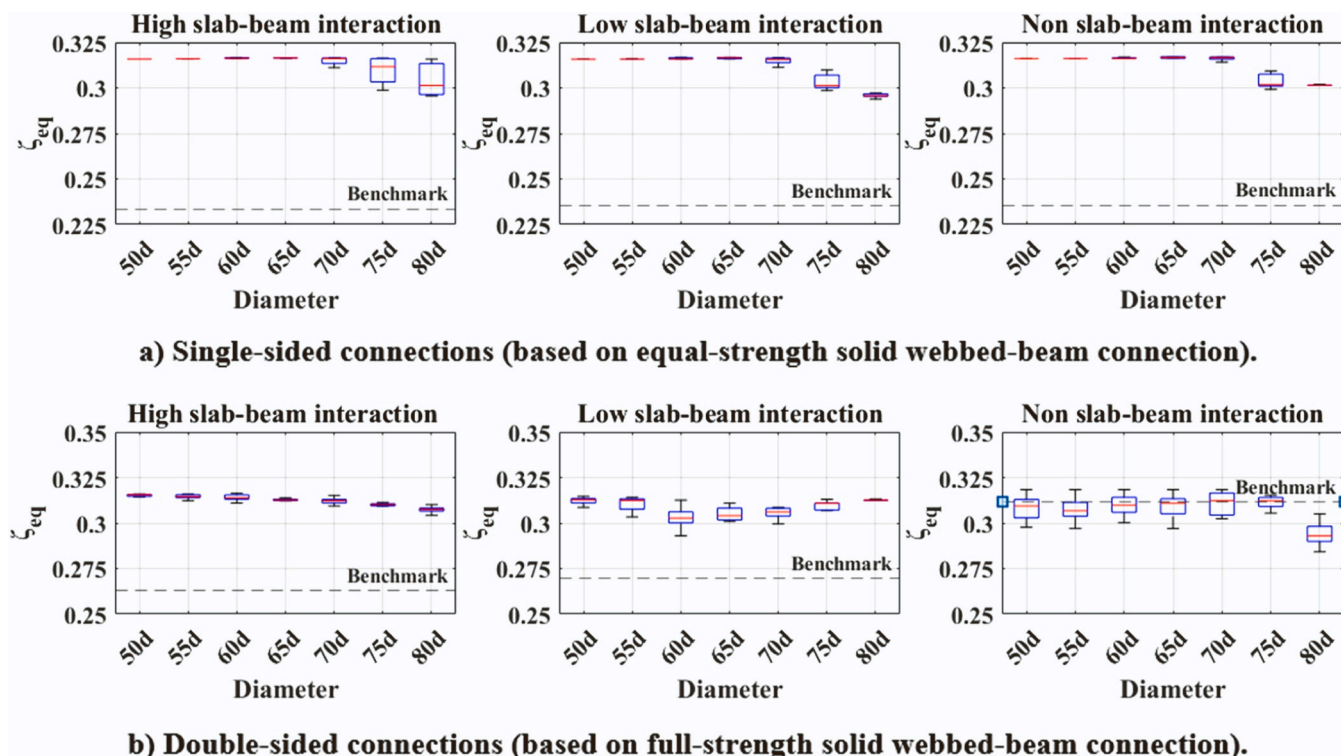 High slab-beam interaction
0.325
0.3
0.275
0.25
0.225
ζeq
Benchmark
50d 55d 60d 65d 70d 75d 80d
Diameter
Low slab-beam interaction
0.325
0.3
0.275
0.25
0.225
ζeq
Benchmark
50d 55d 60d 65d 70d 75d 80d
Diameter
Non slab-beam interaction
0.325
0.3
0.275
0.25
0.225
ζeq
Benchmark
50d 55d 60d 65d 70d 75d 80d
Diameter
a) Single-sided connections (based on equal-strength solid webbed-beam connection).
High slab-beam interaction
0.35
0.325
0.3
0.275
0.25
ζeq
Benchmark
50d 55d 60d 65d 70d 75d 80d
Diameter
Low slab-beam interaction
0.35
0.325
0.3
0.275
0.25
ζeq
Benchmark
50d 55d 60d 65d 70d 75d 80d
Diameter
Non slab-beam interaction
0.35
0.325
0.3
0.275
0.25
ζeq
Benchmark
50d 55d 60d 65d 70d 75d 80d
Diameter
b) Double-sided connections (based on full-strength solid webbed-beam connection).